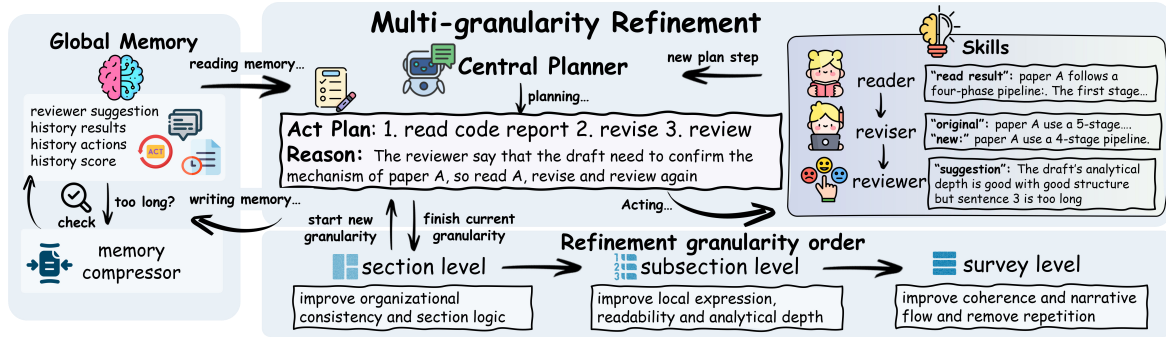 Multi-granularity Refinement
Global Memory
reviewer suggestion
history results
history actions
history score
ACT
check
too long?
memory
compressor
reading memory...
writing memory...
Central Planner
planning...
new plan step
Act Plan: 1. read code report 2. revise 3. review
Reason: The reviewer say that the draft need to confirm the
mechanism of paper A, so read A, revise and review again
Acting...
start new
granularity
finish current
granularity
Skills
reader
"read result": paper A follows a
four-phase pipeline:. The first stage...
reviser
"original": paper A use a 5-stage....
"new:" paper A use a 4-stage pipeline.
reviewer
"suggestion": The draft's analytical
depth is good with good structure
but sentence 3 is too long
Refinement granularity order
section level
improve organizational
consistency and section logic
1
2
3
subsection level
improve local expression,
readability and analytical depth
survey level
improve coherence and narrative
flow and remove repetition